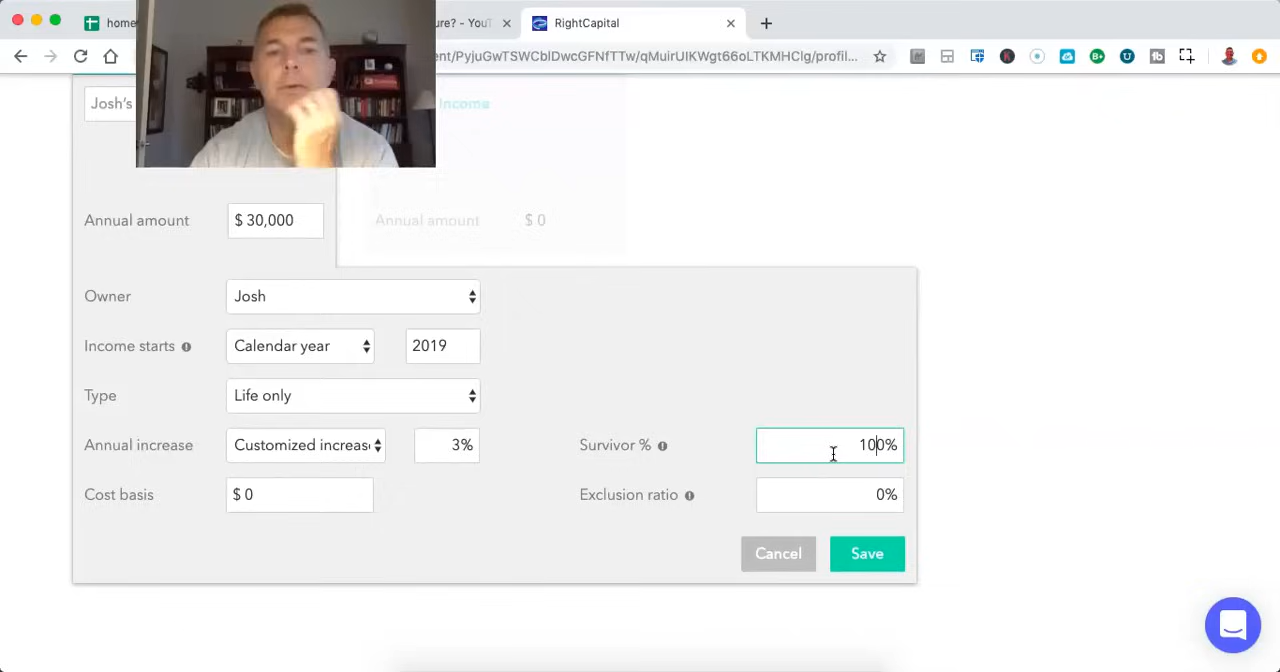 home
ure? - YouT
RightCapital
ent/PyjuGwTSWCblDwcGFNfTTw/qMuirUIKWgt66oLTKMHClg/profil...
Josh's
Income
Annual amount $ 30,000
Annual amount $ 0
Owner Josh
Income starts Calendar year 2019
Type Life only
Annual increase Customized increas 3% Survivor % 100%
Cost basis $ 0 Exclusion ratio 0%
Cancel Save